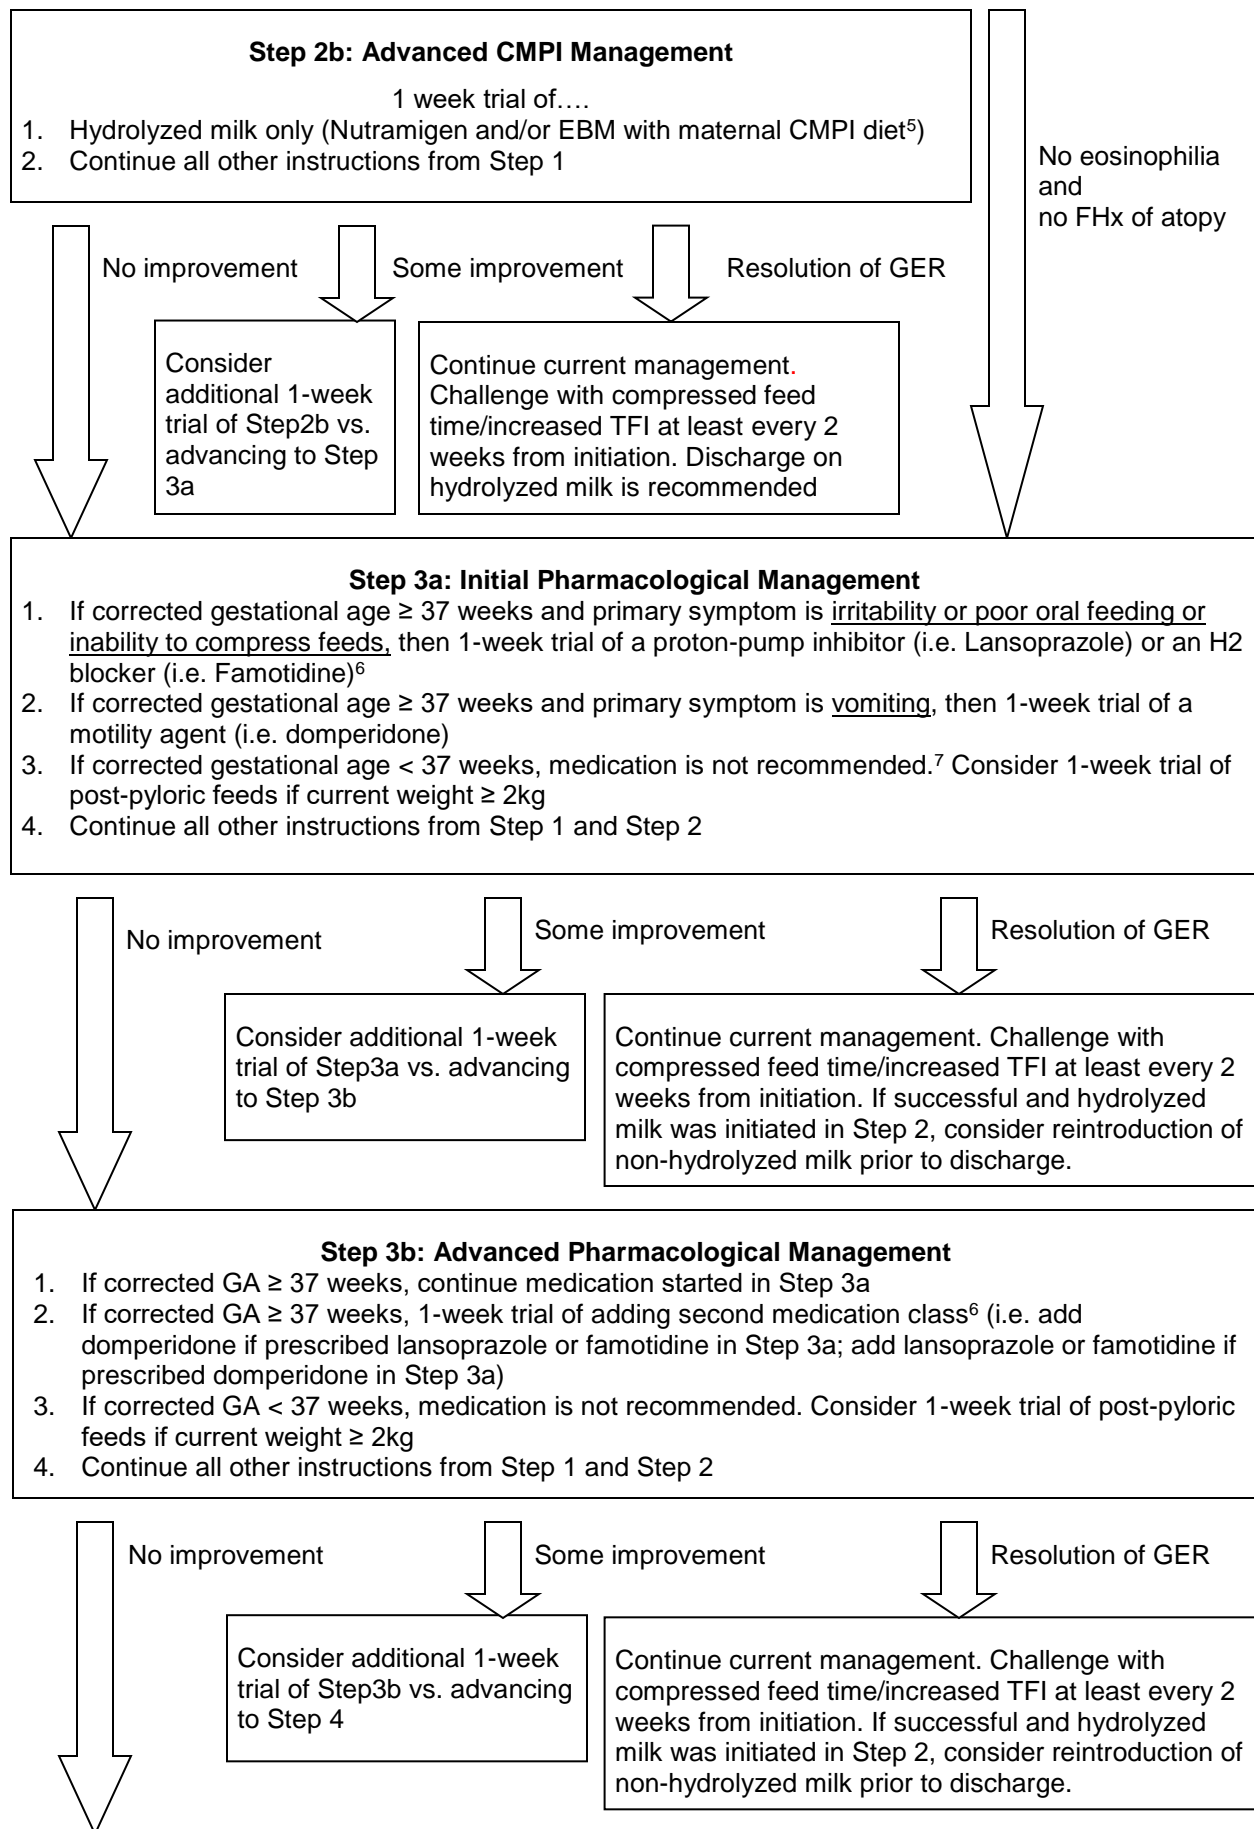 Step 2b: Advanced CMPI Management
1 week trial of….
1. Hydrolyzed milk only (Nutramigen and/or EBM with maternal CMPI diet⁵)
2. Continue all other instructions from Step 1
No eosinophilia
and
no FHx of atopy
No improvement
Some improvement
Resolution of GER
Consider
additional 1-week
trial of Step2b vs.
advancing to Step
3a
Continue current management.
Challenge with compressed feed
time/increased TFI at least every 2
weeks from initiation. Discharge on
hydrolyzed milk is recommended
Step 3a: Initial Pharmacological Management
1. If corrected gestational age ≥ 37 weeks and primary symptom is irritability or poor oral feeding or
inability to compress feeds, then 1-week trial of a proton-pump inhibitor (i.e. Lansoprazole) or an H2
blocker (i.e. Famotidine)⁶
2. If corrected gestational age ≥ 37 weeks and primary symptom is vomiting, then 1-week trial of a
motility agent (i.e. domperidone)
3. If corrected gestational age < 37 weeks, medication is not recommended.⁷ Consider 1-week trial of
post-pyloric feeds if current weight ≥ 2kg
4. Continue all other instructions from Step 1 and Step 2
No improvement
Some improvement
Resolution of GER
Consider additional 1-week
trial of Step3a vs. advancing
to Step 3b
Continue current management. Challenge with
compressed feed time/increased TFI at least every 2
weeks from initiation. If successful and hydrolyzed
milk was initiated in Step 2, consider reintroduction of
non-hydrolyzed milk prior to discharge.
Step 3b: Advanced Pharmacological Management
1. If corrected GA ≥ 37 weeks, continue medication started in Step 3a
2. If corrected GA ≥ 37 weeks, 1-week trial of adding second medication class⁶ (i.e. add
domperidone if prescribed lansoprazole or famotidine in Step 3a; add lansoprazole or famotidine if
prescribed domperidone in Step 3a)
3. If corrected GA < 37 weeks, medication is not recommended. Consider 1-week trial of post-pyloric
feeds if current weight ≥ 2kg
4. Continue all other instructions from Step 1 and Step 2
No improvement
Some improvement
Resolution of GER
Consider additional 1-week
trial of Step3b vs. advancing
to Step 4
Continue current management. Challenge with
compressed feed time/increased TFI at least every 2
weeks from initiation. If successful and hydrolyzed
milk was initiated in Step 2, consider reintroduction of
non-hydrolyzed milk prior to discharge.